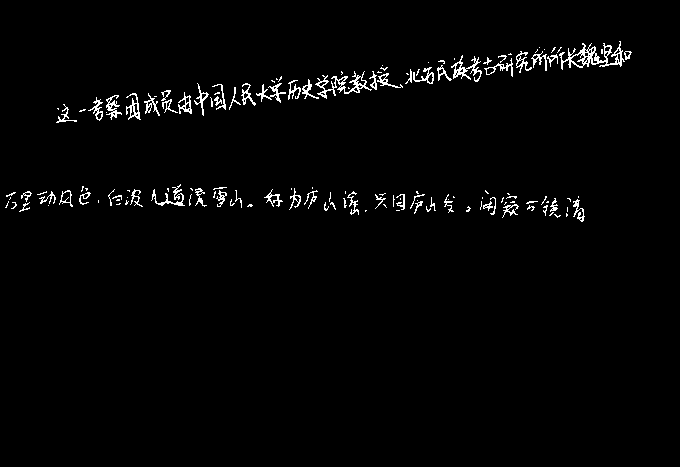 这一考察团成员由中国人民大学历史学院教授、北方民族考古研究所所长魏坚和
万里动风色,白波九道流雪山。好为庐山谣,兴因庐山发。闲窥石镜清